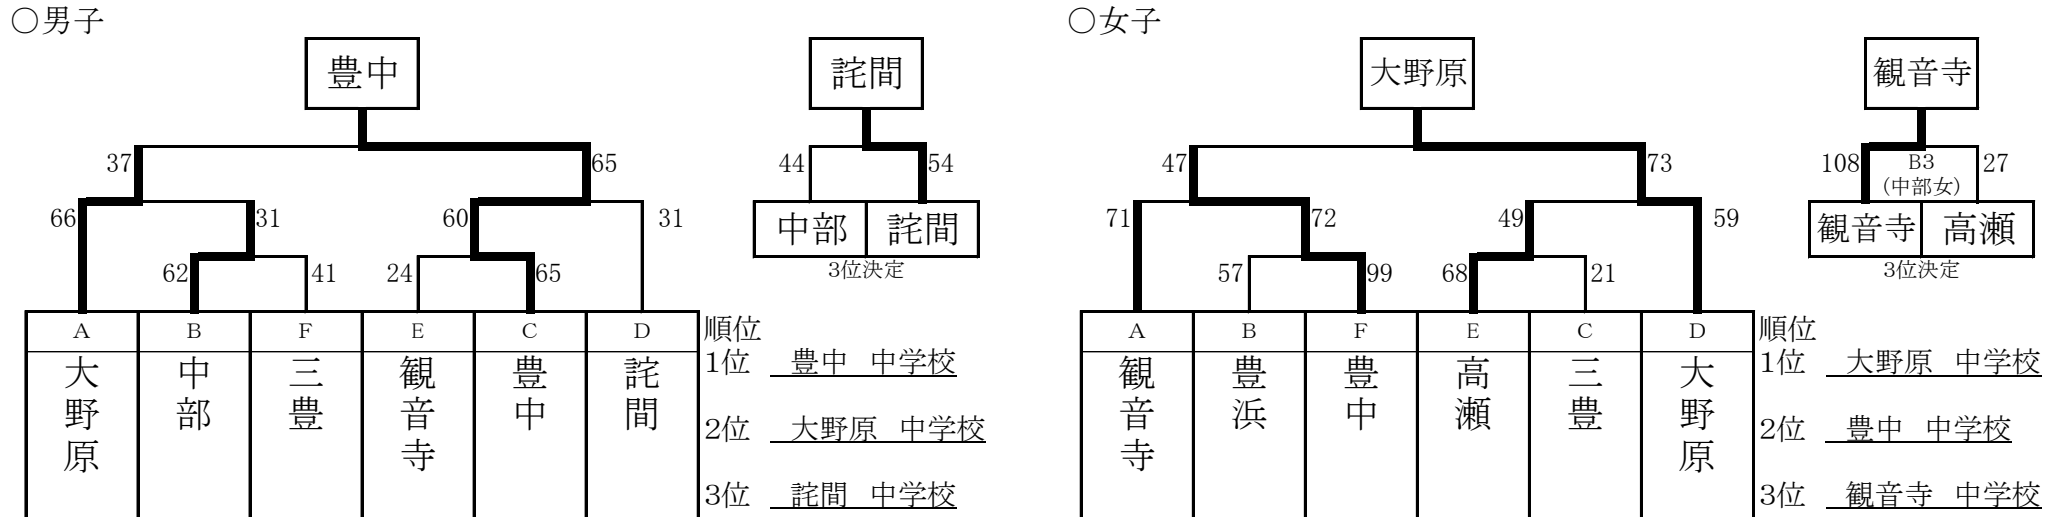 ○男子
豊中
詫間
37
65
44
54
66
31
60
31
中部
詫間
3位決定
62
41
24
65
A
B
F
E
C
D
大野原
中部
三豊
観音寺
豊中
詫間
順位
1位 豊中 中学校
2位 大野原 中学校
3位 詫間 中学校
○女子
大野原
観音寺
47
73
108
B3
(中部女)
27
71
72
49
59
観音寺
高瀬
3位決定
57
99
68
21
A
B
F
E
C
D
観音寺
豊浜
豊中
高瀬
三豊
大野原
順位
1位 大野原 中学校
2位 豊中 中学校
3位 観音寺 中学校